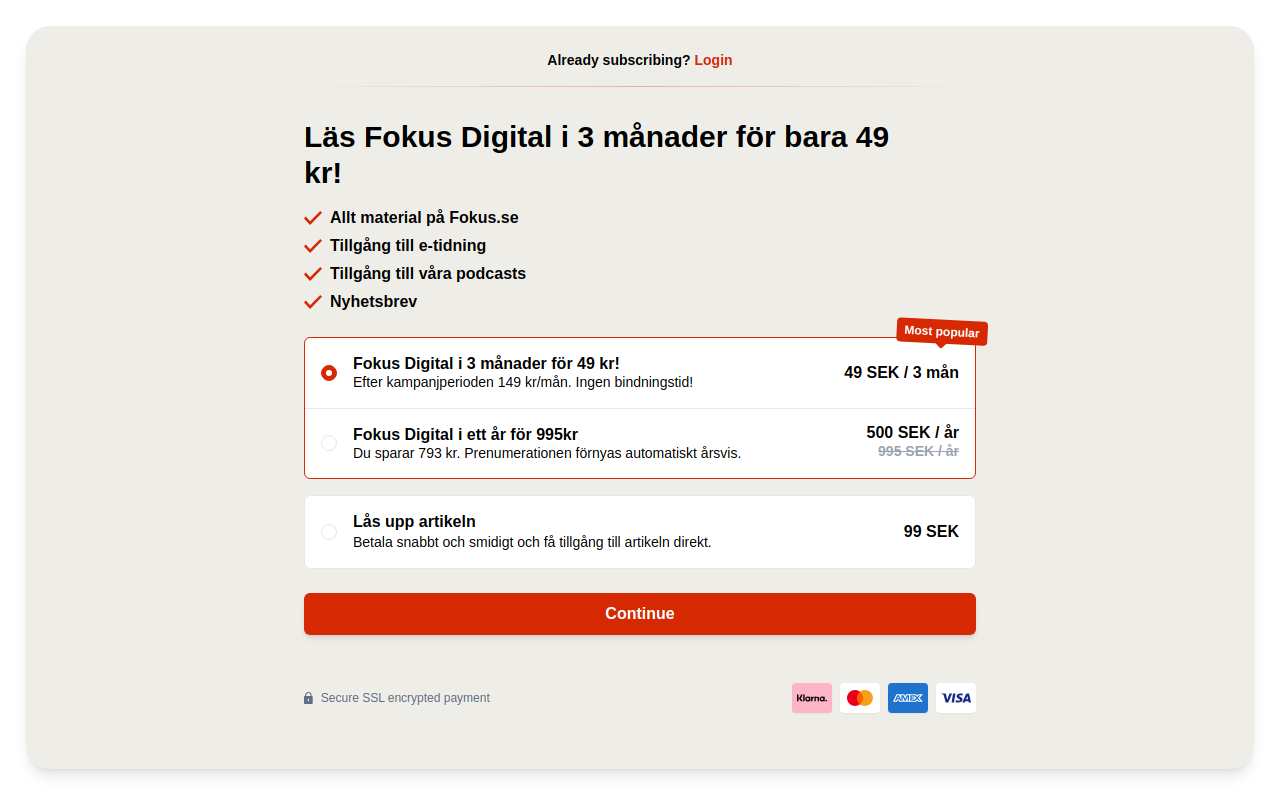 Already subscribing? Login
Läs Fokus Digital i 3 månader för bara 49
kr!
Allt material på Fokus.se
Tillgång till e-tidning
Tillgång till våra podcasts
Nyhetsbrev
Most popular
Fokus Digital i 3 månader för 49 kr!
Efter kampanjperioden 149 kr/mån. Ingen bindningstid!
49 SEK / 3 mån
Fokus Digital i ett år för 995kr
Du sparar 793 kr. Prenumerationen förnyas automatiskt årsvis.
500 SEK / år
995 SEK / år
Lås upp artikeln
Betala snabbt och smidigt och få tillgång till artikeln direkt.
99 SEK
Continue
Secure SSL encrypted payment
Klarna.
AMEX
VISA